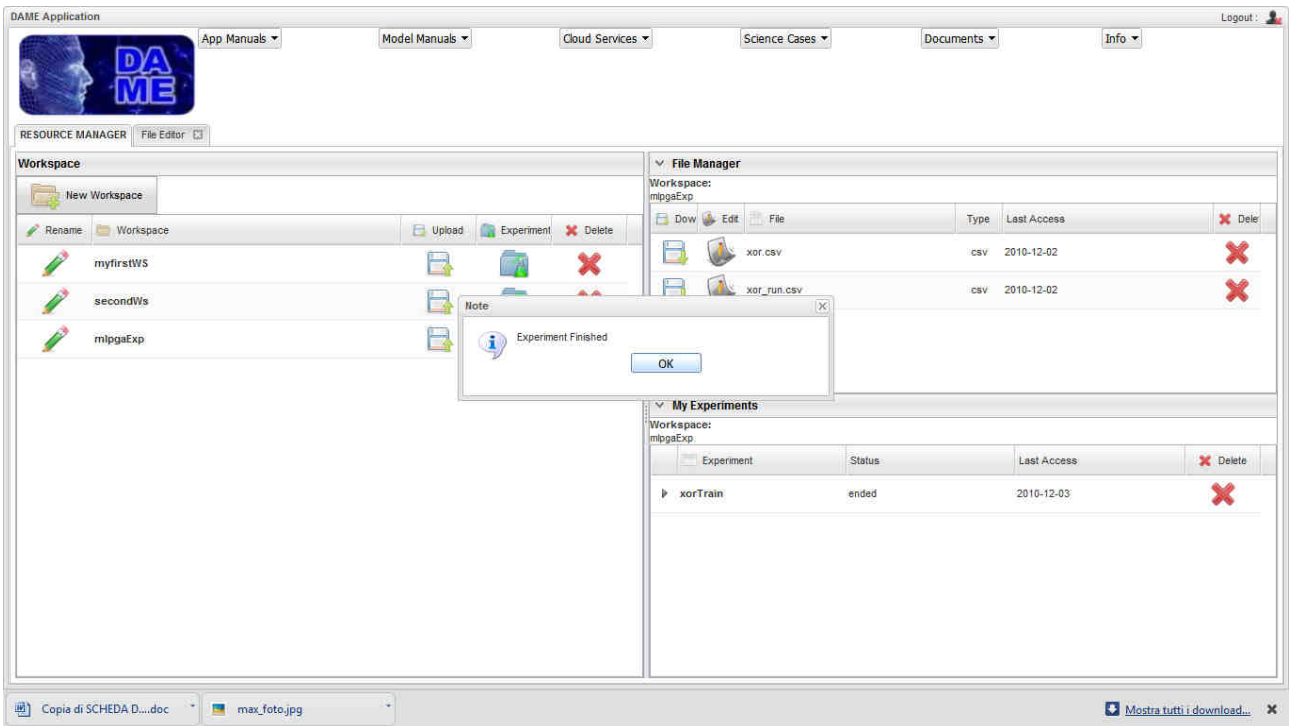 DAME Application
Logout :
App Manuals
Model Manuals
Cloud Services
Science Cases
Documents
Info
DA
ME
RESOURCE MANAGER
File Editor
Workspace
New Workspace
Rename Workspace Upload Experiment Delete
myfirstWS
secondWs
mlpgaExp
File Manager
Workspace:
mlpgaExp
Dow Edit File Type Last Access Dele
xor.csv csv 2010-12-02
xor_run.csv csv 2010-12-02
Note
Experiment Finished
OK
My Experiments
Workspace:
mlpgaExp
Experiment Status Last Access Delete
xorTrain ended 2010-12-03
Copia di SCHEDA D....doc
max_foto.jpg
Mostra tutti i download...